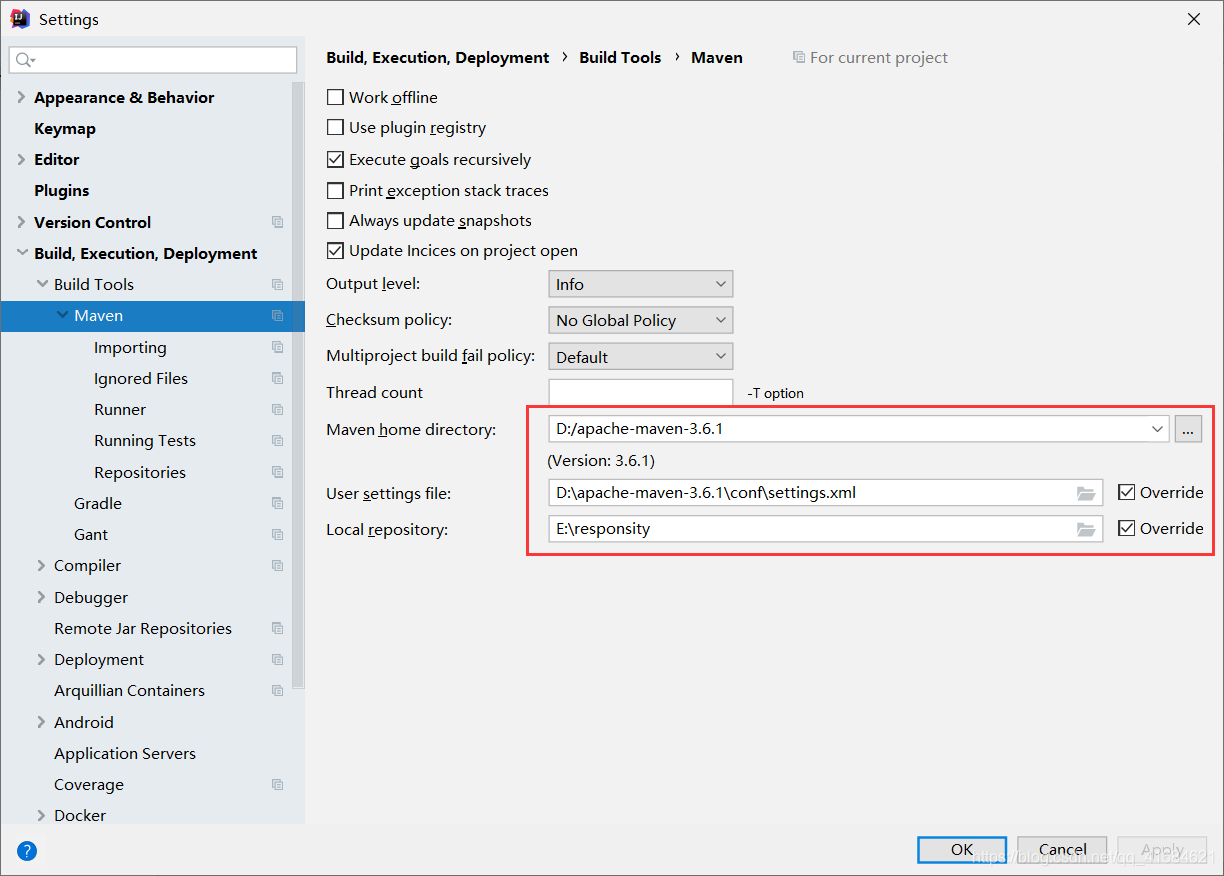 Settings
Build, Execution, Deployment › Build Tools › Maven
For current project
Appearance & Behavior
Keymap
Editor
Plugins
Version Control
Build, Execution, Deployment
Build Tools
Maven
Importing
Ignored Files
Runner
Running Tests
Repositories
Gradle
Gant
Compiler
Debugger
Remote Jar Repositories
Deployment
Arquillian Containers
Android
Application Servers
Coverage
Docker
Work offline
Use plugin registry
Execute goals recursively
Print exception stack traces
Always update snapshots
Update Incices on project open
Output level: Info
Checksum policy: No Global Policy
Multiproject build fail policy: Default
Thread count -T option
Maven home directory: D:/apache-maven-3.6.1 ...
(Version: 3.6.1)
User settings file: D:\apache-maven-3.6.1\conf\settings.xml Override
Local repository: E:\responsity Override
? OK Cancel Apply